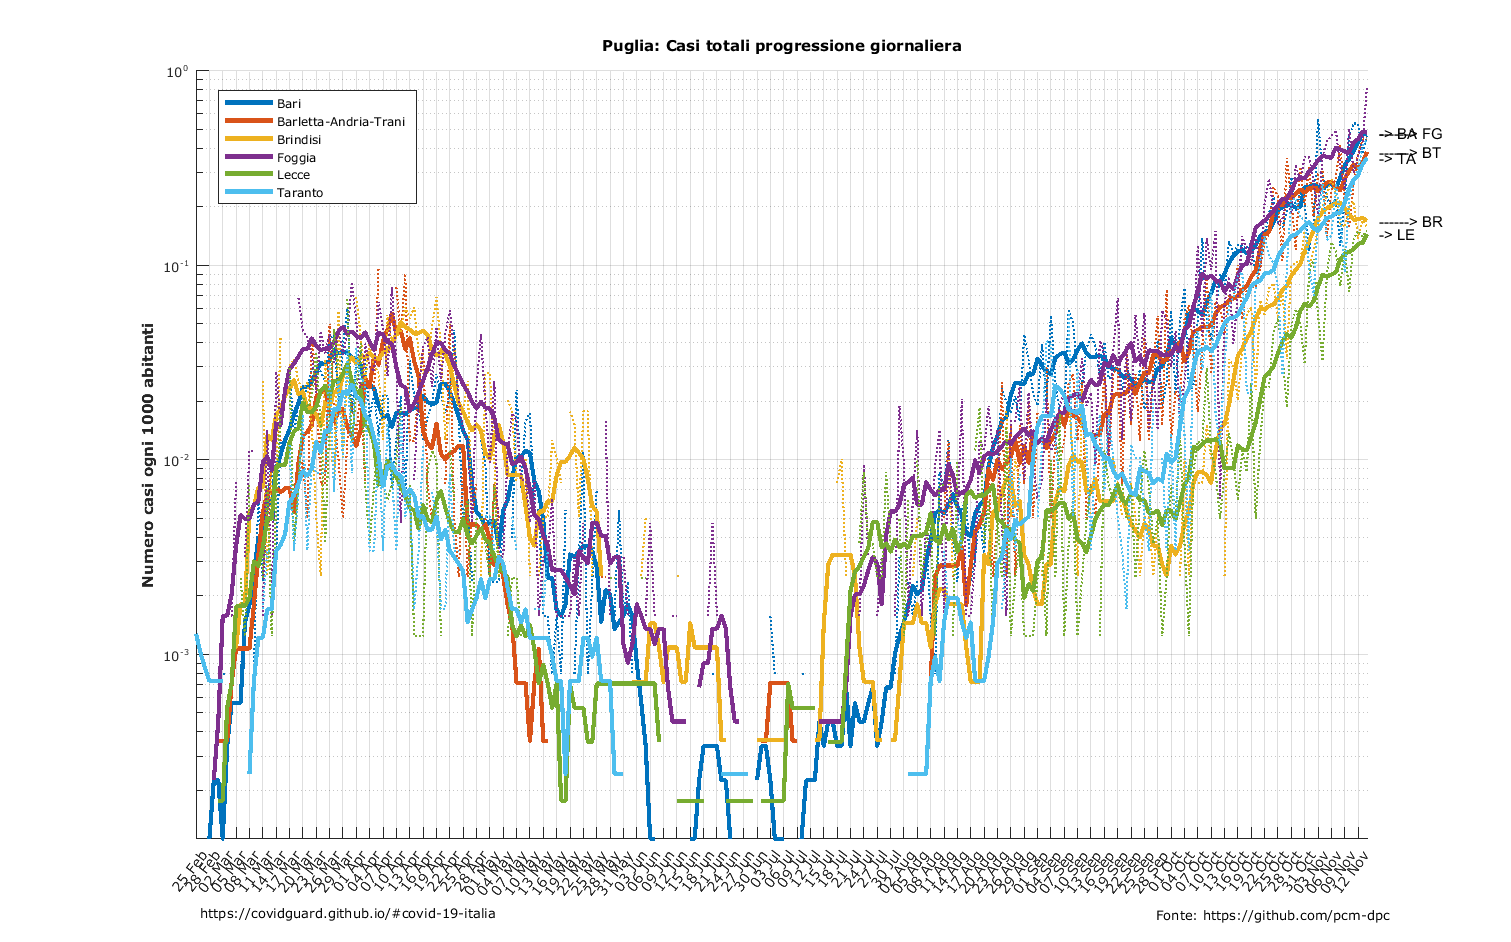 Puglia: Casi totali progressione giornaliera
Numero casi ogni 1000 abitanti
10⁰
10⁻¹
10⁻²
10⁻³
Bari
Barletta-Andria-Trani
Brindisi
Foggia
Lecce
Taranto
-> BA
------> FG
------> BT
-> TA
------> BR
-> LE
25 Feb
28 Feb
02 Mar
05 Mar
08 Mar
11 Mar
14 Mar
17 Mar
20 Mar
23 Mar
26 Mar
29 Mar
01 Apr
04 Apr
07 Apr
10 Apr
13 Apr
16 Apr
19 Apr
22 Apr
25 Apr
28 Apr
01 May
04 May
07 May
10 May
13 May
16 May
19 May
22 May
25 May
28 May
31 May
03 Jun
06 Jun
09 Jun
12 Jun
15 Jun
18 Jun
21 Jun
24 Jun
27 Jun
30 Jun
03 Jul
06 Jul
09 Jul
12 Jul
15 Jul
18 Jul
21 Jul
24 Jul
27 Jul
30 Jul
02 Aug
05 Aug
08 Aug
11 Aug
14 Aug
17 Aug
20 Aug
23 Aug
26 Aug
29 Aug
01 Sep
04 Sep
07 Sep
10 Sep
13 Sep
16 Sep
19 Sep
22 Sep
25 Sep
28 Sep
01 Oct
04 Oct
07 Oct
10 Oct
13 Oct
16 Oct
19 Oct
22 Oct
25 Oct
28 Oct
31 Oct
03 Nov
06 Nov
09 Nov
12 Nov
https://covidguard.github.io/#covid-19-italia
Fonte: https://github.com/pcm-dpc